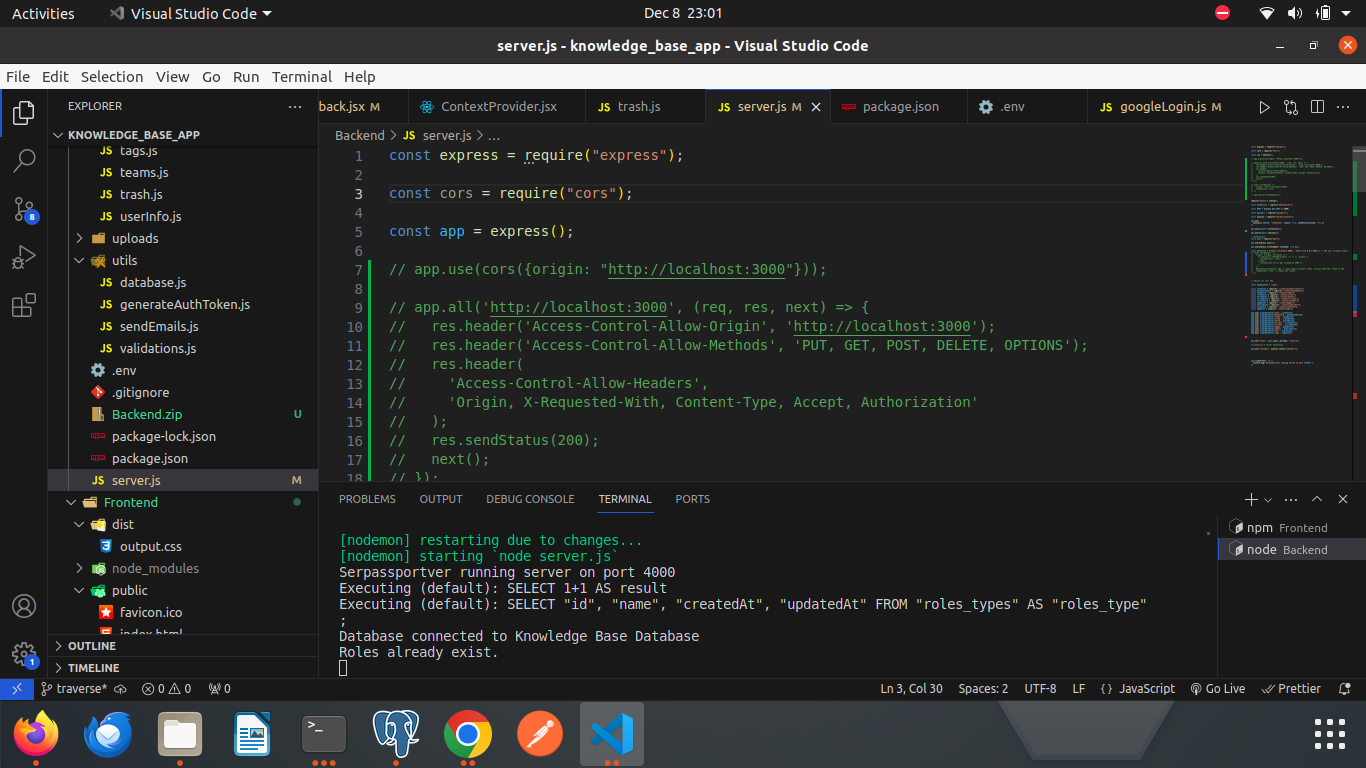 Activities
Visual Studio Code
Dec 8 23:01
server.js - knowledge_base_app - Visual Studio Code
File Edit Selection View Go Run Terminal Help
EXPLORER
back.jsx M
ContextProvider.jsx
JS trash.js
JS server.js M
package.json
.env
JS googleLogin.js M
KNOWLEDGE_BASE_APP
JS tags.js
JS teams.js
JS trash.js
JS userInfo.js
uploads
utils
JS database.js
JS generateAuthToken.js
JS sendEmails.js
JS validations.js
.env
.gitignore
Backend.zip U
package-lock.json
package.json
JS server.js M
Frontend
dist
output.css
node_modules
public
favicon.ico
index.html
OUTLINE
TIMELINE
8
1
Backend > JS server.js > ...
1 const express = require("express");
2
3 const cors = require("cors");
4
5 const app = express();
6
7 // app.use(cors({origin: "http://localhost:3000"}));
8
9 // app.all('http://localhost:3000', (req, res, next) => {
10 //   res.header('Access-Control-Allow-Origin', 'http://localhost:3000');
11 //   res.header('Access-Control-Allow-Methods', 'PUT, GET, POST, DELETE, OPTIONS');
12 //   res.header(
13 //     'Access-Control-Allow-Headers',
14 //     'Origin, X-Requested-With, Content-Type, Accept, Authorization'
15 //   );
16 //   res.sendStatus(200);
17 //   next();
18 // });
PROBLEMS OUTPUT DEBUG CONSOLE TERMINAL PORTS
[nodemon] restarting due to changes...
[nodemon] starting `node server.js`
Serpassportver running server on port 4000
Executing (default): SELECT 1+1 AS result
Executing (default): SELECT "id", "name", "createdAt", "updatedAt" FROM "roles_types" AS "roles_type"
;
Database connected to Knowledge Base Database
Roles already exist.
npm Frontend
node Backend
traverse* 0 0 0
Ln 3, Col 30 Spaces: 2 UTF-8 LF {} JavaScript Go Live Prettier
>_